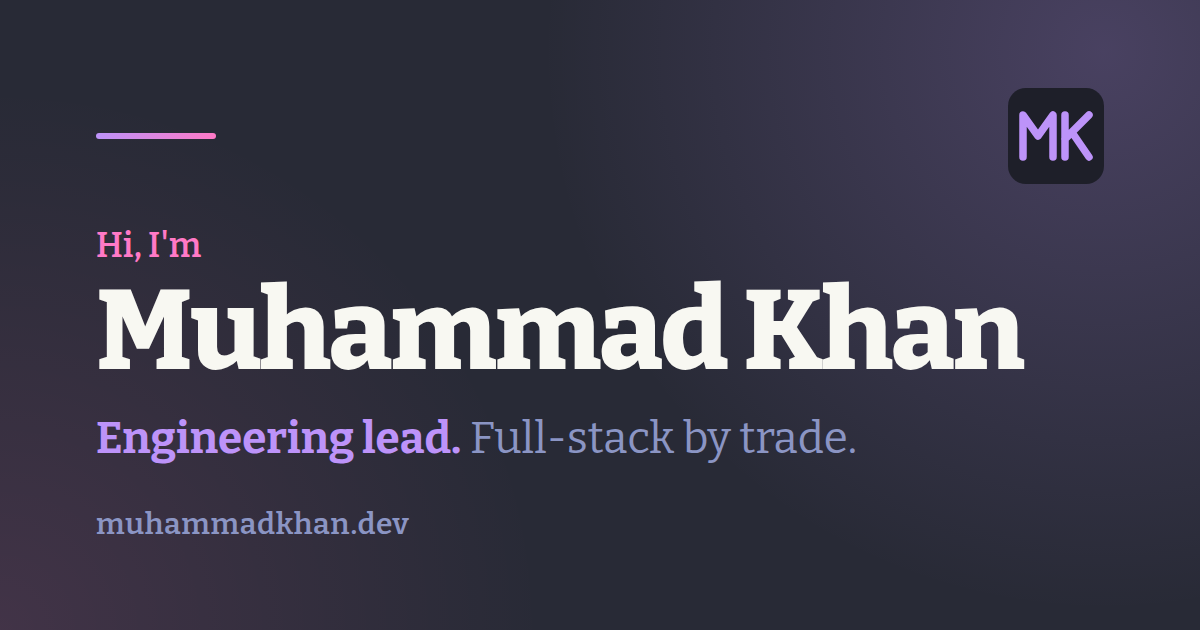 MK
Hi, I'm
Muhammad Khan
Engineering lead. Full-stack by trade.
muhammadkhan.dev